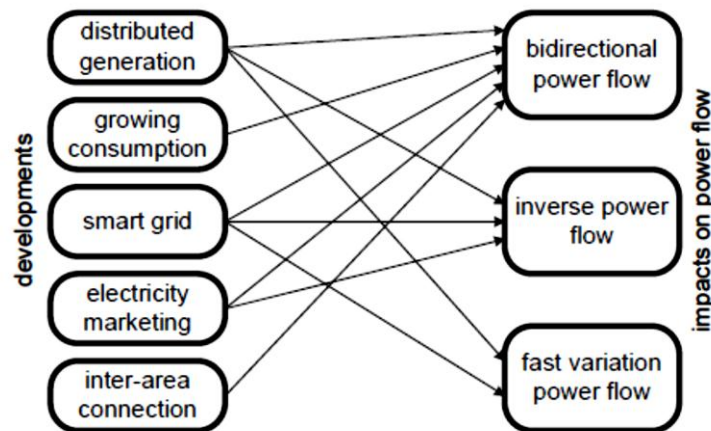 developments
distributed
generation
growing
consumption
smart grid
electricity
marketing
inter-area
connection
bidirectional
power flow
inverse power
flow
fast variation
power flow
impacts on power flow